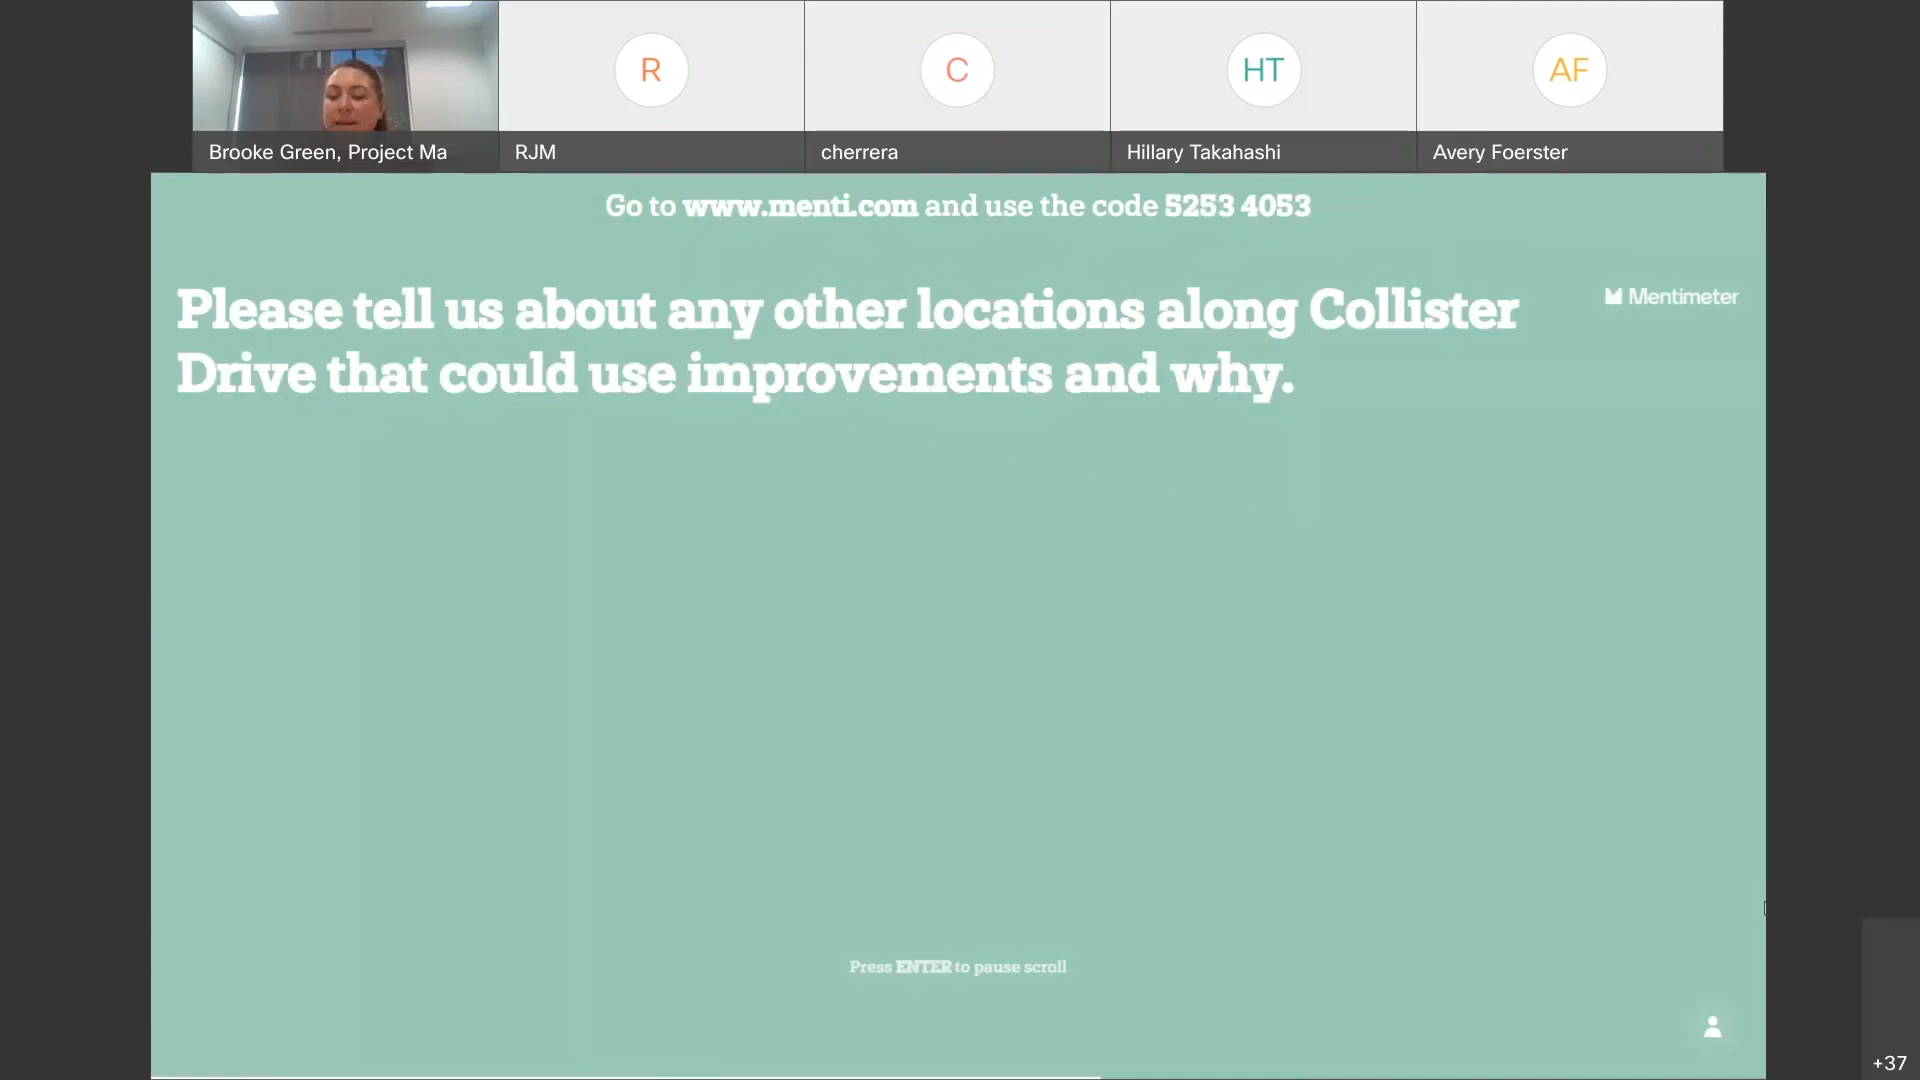 R
C
HT
AF
Brooke Green, Project Ma
RJM
cherrera
Hillary Takahashi
Avery Foerster
Go to www.menti.com and use the code 5253 4053
Please tell us about any other locations along Collister
Drive that could use improvements and why.
Mentimeter
Press ENTER to pause scroll
+37